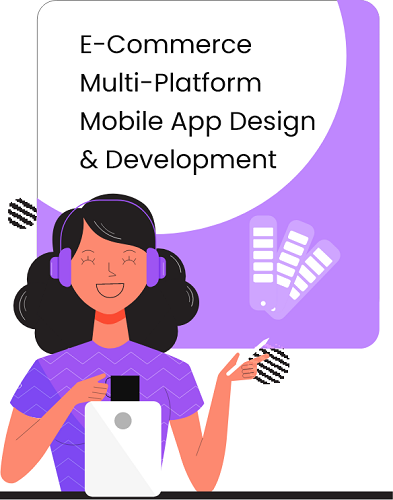 E-Commerce
Multi-Platform
Mobile App Design
& Development